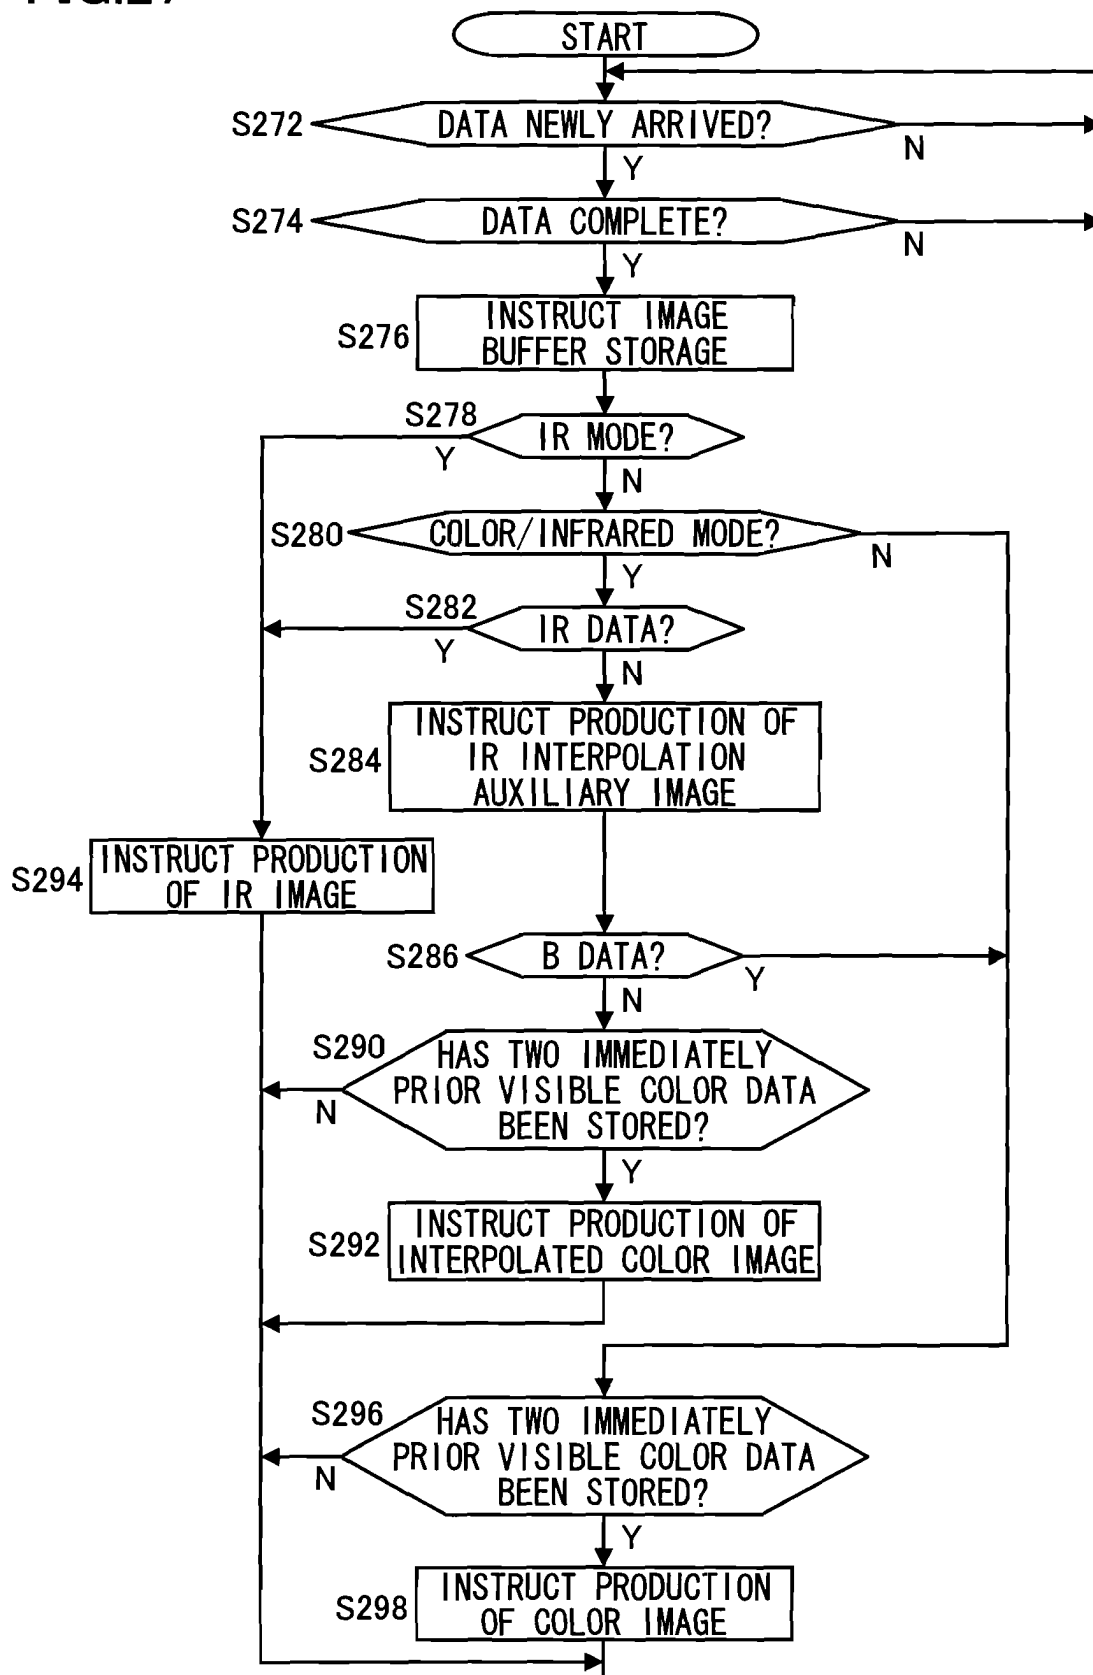 START
S272
DATA NEWLY ARRIVED?
N
Y
S274
DATA COMPLETE?
N
Y
S276
INSTRUCT IMAGE
BUFFER STORAGE
S278
IR MODE?
Y
N
S280
COLOR/INFRARED MODE?
N
Y
S282
IR DATA?
Y
N
S284
INSTRUCT PRODUCTION OF
IR INTERPOLATION
AUXILIARY IMAGE
S294
INSTRUCT PRODUCTION
OF IR IMAGE
S286
B DATA?
Y
N
S290
HAS TWO IMMEDIATELY
PRIOR VISIBLE COLOR DATA
BEEN STORED?
N
Y
S292
INSTRUCT PRODUCTION OF
INTERPOLATED COLOR IMAGE
S296
HAS TWO IMMEDIATELY
PRIOR VISIBLE COLOR DATA
BEEN STORED?
N
Y
S298
INSTRUCT PRODUCTION
OF COLOR IMAGE